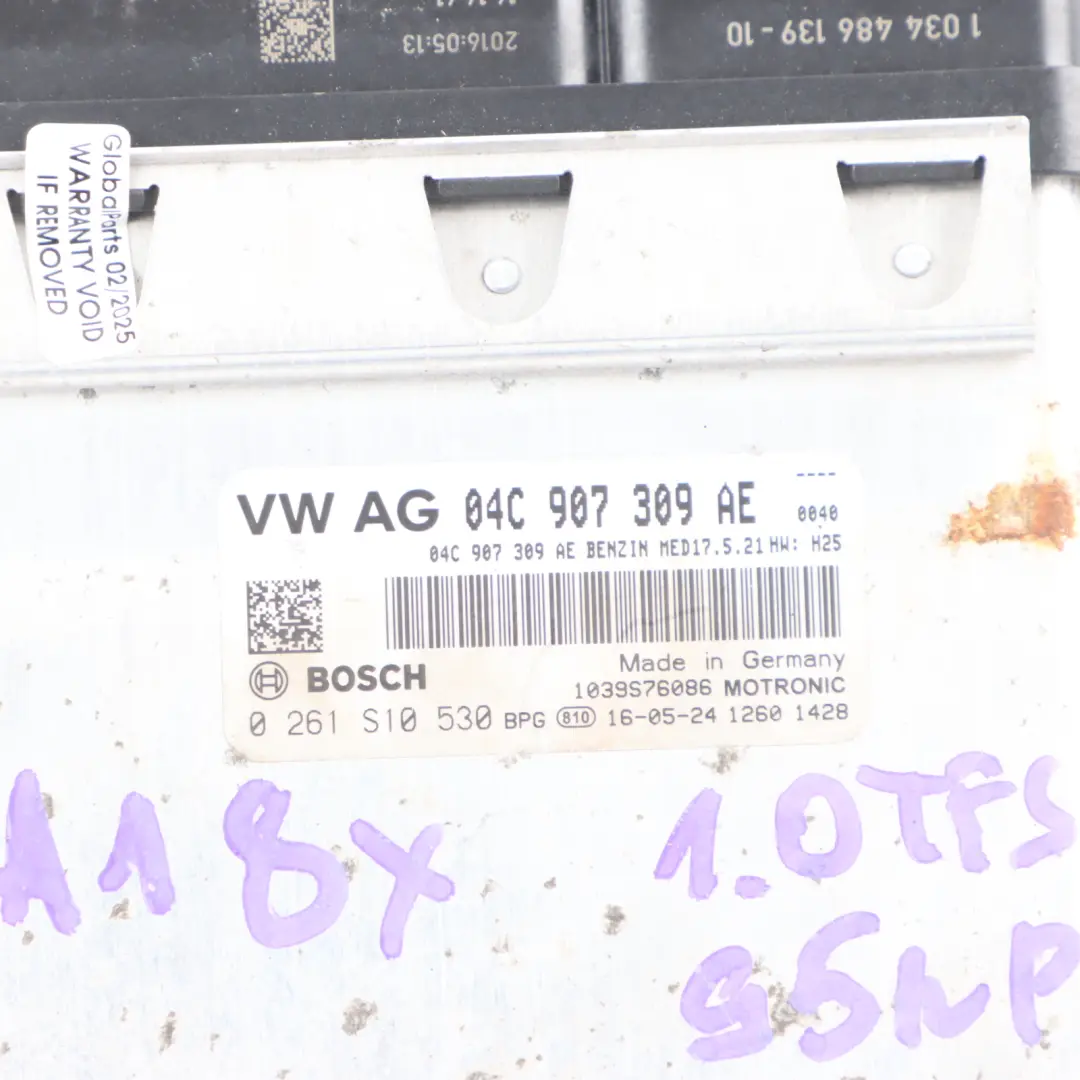 2016:05:13
1 034 486 139-10
GlobalParts 02/2025
WARRANTY VOID
IF REMOVED
----
VW AG 04C 907 309 AE 0040
04C 907 309 AE BENZIN MED17.5.21 HW: H25
BOSCH
Made in Germany
1039S76086 MOTRONIC
0 261 S10 530 BPG 810 16-05-24 1260 1428
A1 8X
1.0TFS
95hP